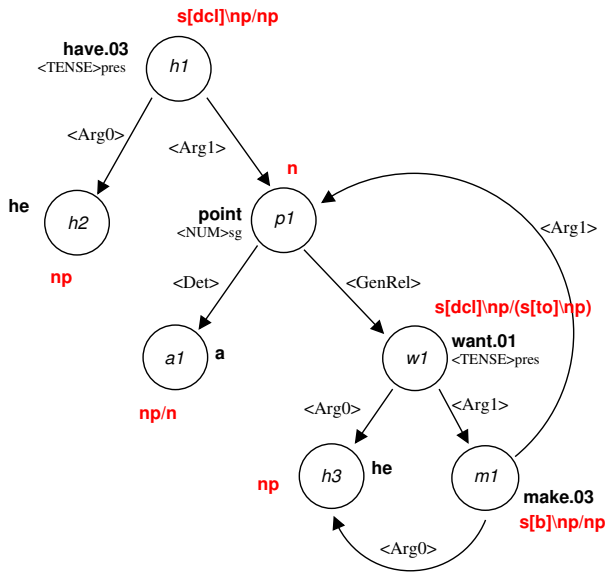 s[dcl]\np/np
have.03
<TENSE>pres
h1
<Arg0>
<Arg1>
n
he
h2
point
<NUM>sg
p1
<Arg1>
np
<Det>
<GenRel>
s[dcl]\np/(s[to]\np)
a1
a
w1
want.01
<TENSE>pres
np/n
<Arg0>
<Arg1>
np
h3
he
m1
make.03
s[b]\np/np
<Arg0>